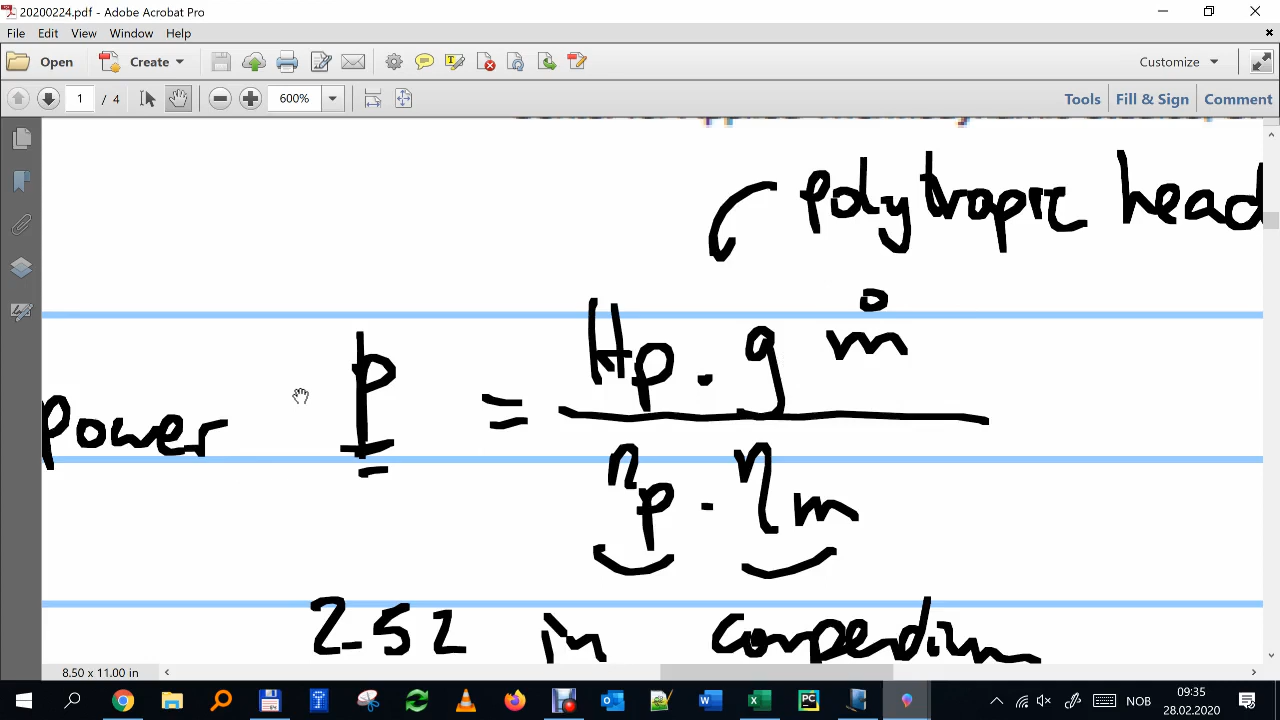 20200224.pdf - Adobe Acrobat Pro
File Edit View Window Help
Open Create Customize
1 / 4 600% Tools Fill & Sign Comment
polytropic head
power P = Hp · g ṁ
ηp · ηm
2-52 in compendium
8.50 x 11.00 in
NOB 09:35
28.02.2020